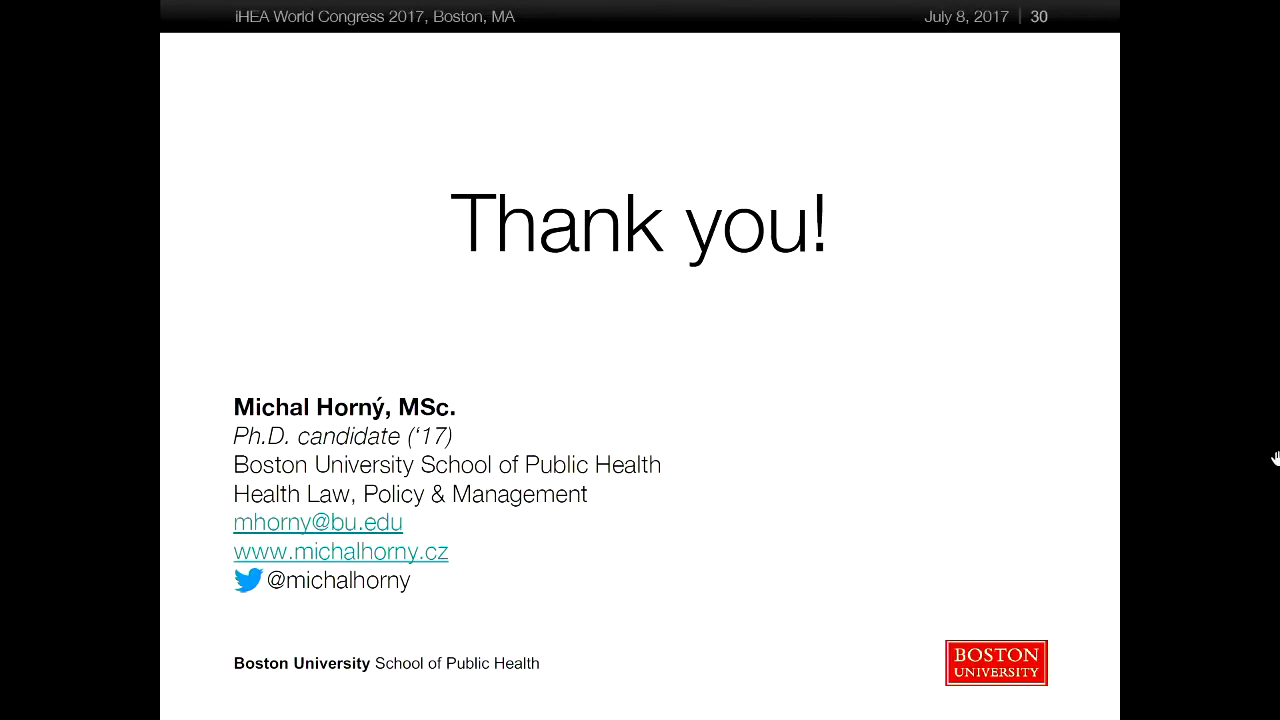 iHEA World Congress 2017, Boston, MA
July 8, 2017 | 30
Thank you!
Michal Horný, MSc.
Ph.D. candidate (‘17)
Boston University School of Public Health
Health Law, Policy & Management
mhorny@bu.edu
www.michalhorny.cz
@michalhorny
Boston University School of Public Health
BOSTON
UNIVERSITY